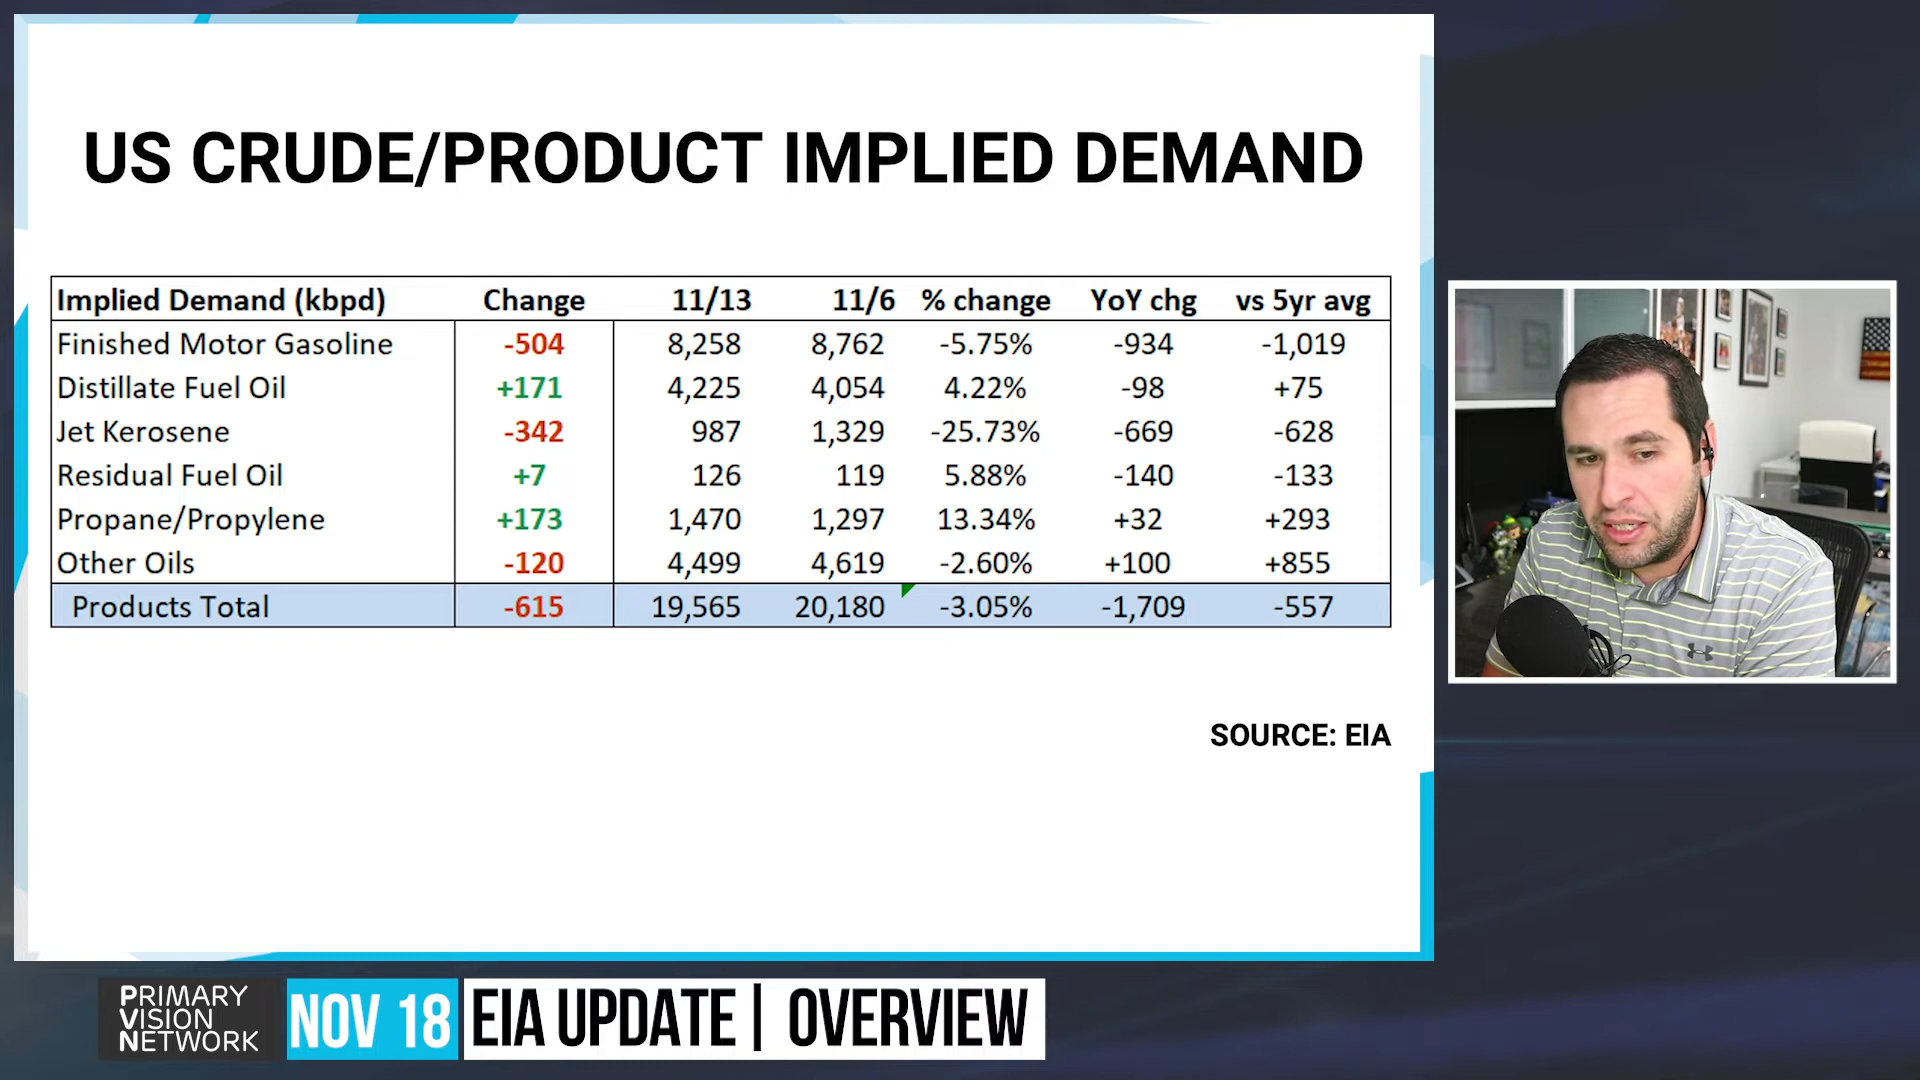 US CRUDE/PRODUCT IMPLIED DEMAND
Implied Demand (kbpd) Change 11/13 11/6 % change YoY chg vs 5yr avg
Finished Motor Gasoline -504 8,258 8,762 -5.75% -934 -1,019
Distillate Fuel Oil +171 4,225 4,054 4.22% -98 +75
Jet Kerosene -342 987 1,329 -25.73% -669 -628
Residual Fuel Oil +7 126 119 5.88% -140 -133
Propane/Propylene +173 1,470 1,297 13.34% +32 +293
Other Oils -120 4,499 4,619 -2.60% +100 +855
Products Total -615 19,565 20,180 -3.05% -1,709 -557
SOURCE: EIA
PRIMARY
VISION
NETWORK
NOV 18
EIA UPDATE | OVERVIEW